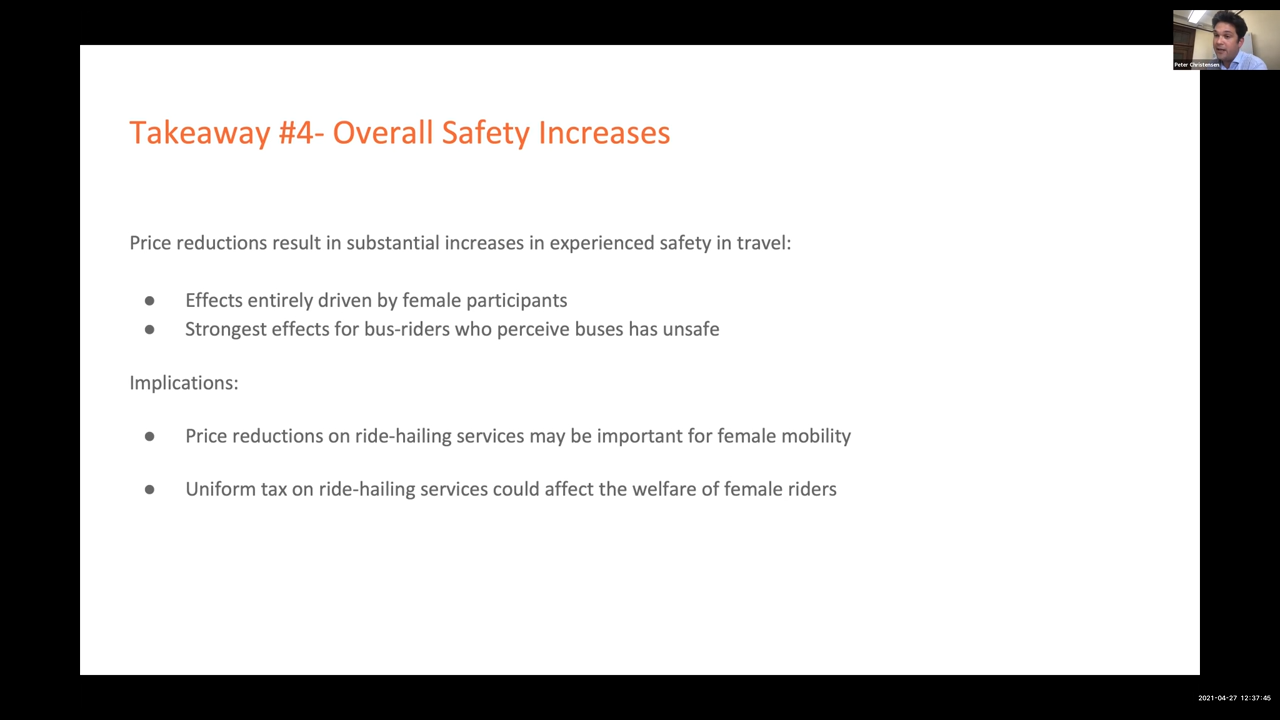 Takeaway #4- Overall Safety Increases
Price reductions result in substantial increases in experienced safety in travel:
● Effects entirely driven by female participants
● Strongest effects for bus-riders who perceive buses has unsafe
Implications:
● Price reductions on ride-hailing services may be important for female mobility
● Uniform tax on ride-hailing services could affect the welfare of female riders
Peter Christensen
2021-04-27 12:37:45